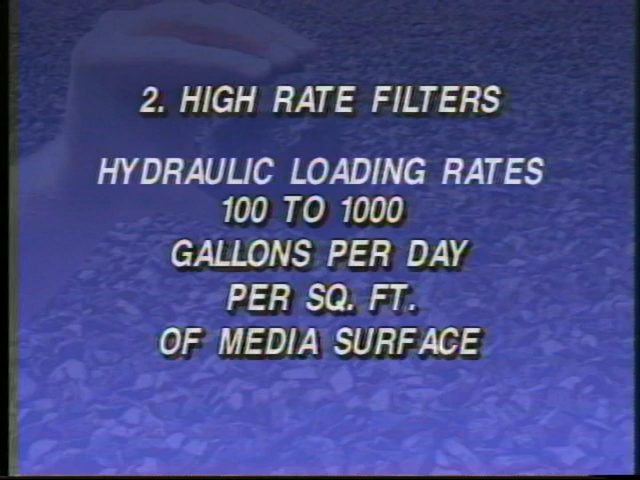 2. HIGH RATE FILTERS
HYDRAULIC LOADING RATES
100 TO 1000
GALLONS PER DAY
PER SQ. FT.
OF MEDIA SURFACE